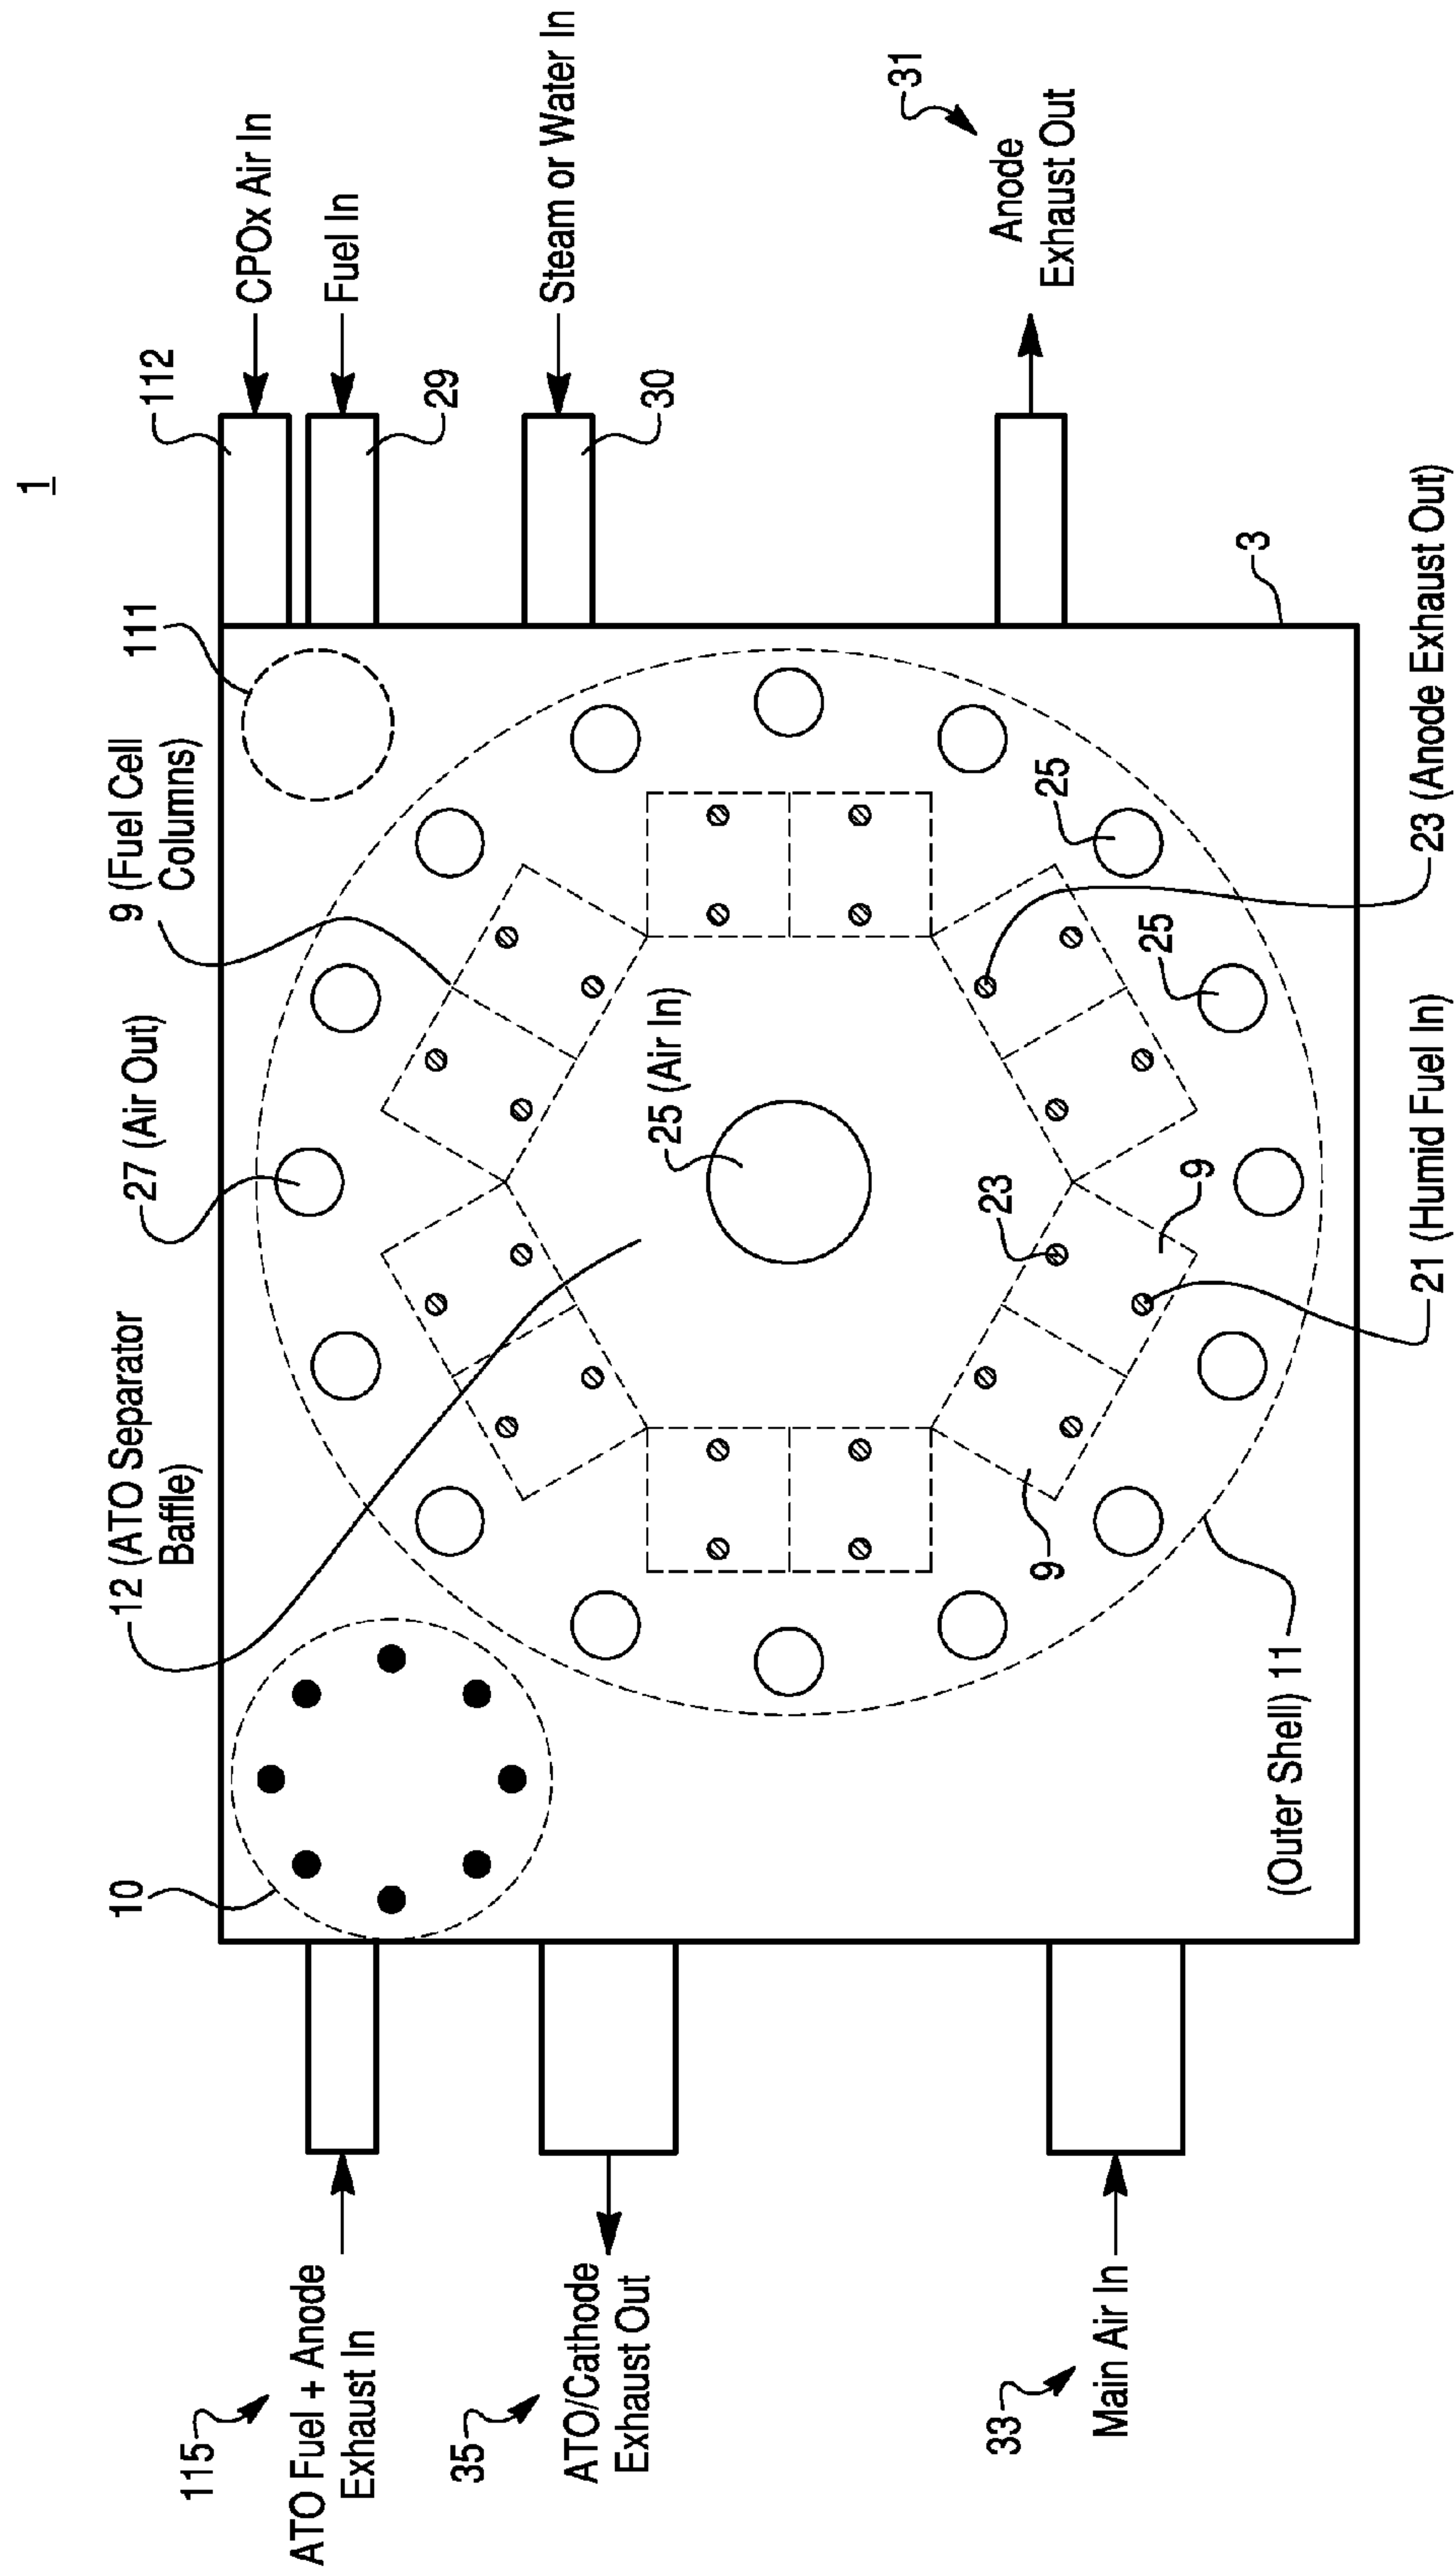 1
112
CPOx Air In
Fuel In
29
Steam or Water In
30
31
Anode
Exhaust Out
111
9 (Fuel Cell
Columns)
27 (Air Out)
12 (ATO Separator
Baffle)
10
25 (Air In)
25
25
23
9
9
3
23 (Anode Exhaust Out)
21 (Humid Fuel In)
(Outer Shell) 11
115
ATO Fuel + Anode
Exhaust In
35
ATO/Cathode
Exhaust Out
33
Main Air In